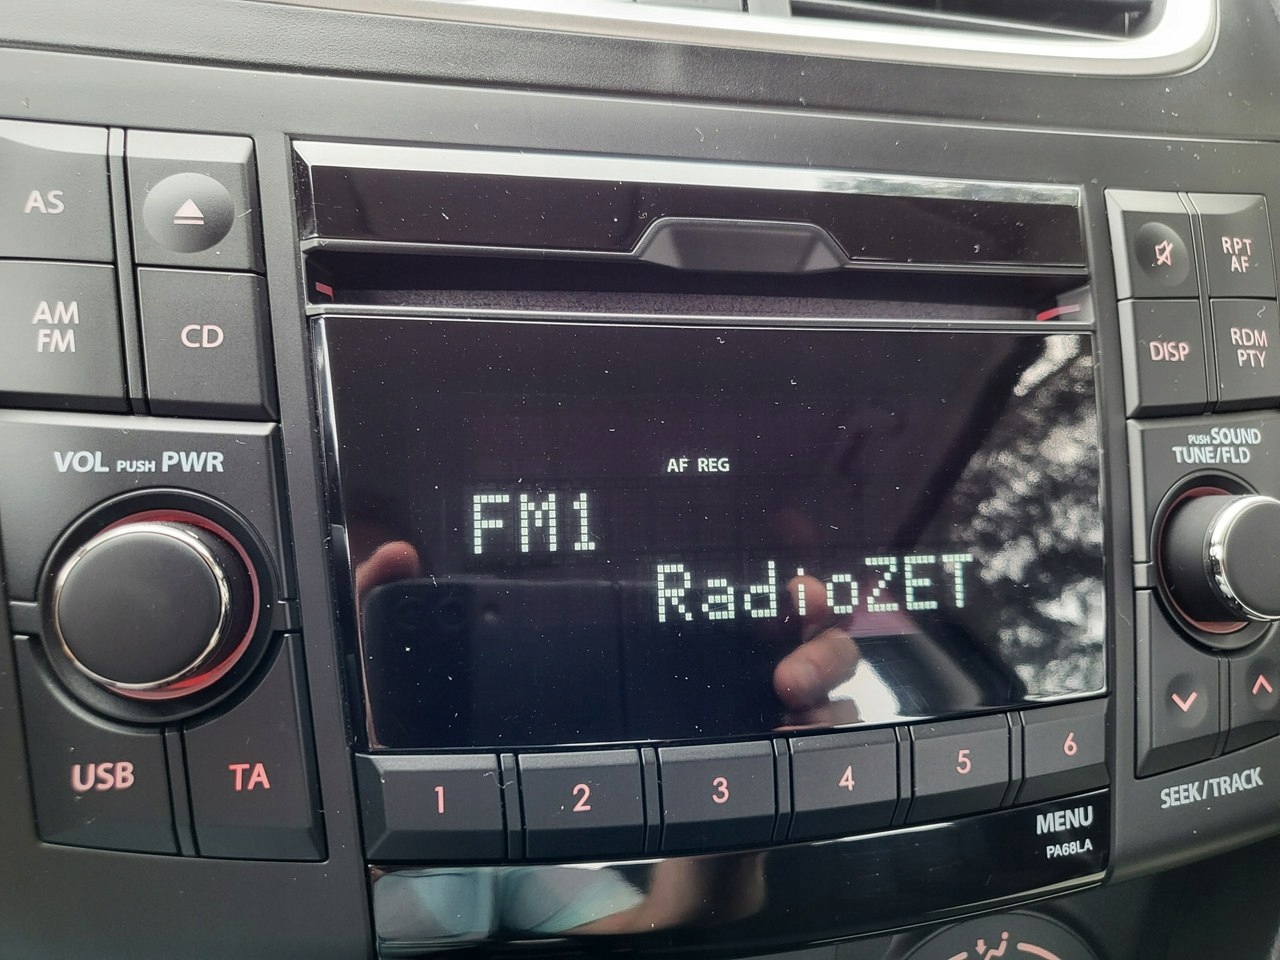 AS
AM
FM
CD
VOL PUSH PWR
USB
TA
AF REG
FM1
RadioZET
1
2
3
4
5
6
MENU
PA68LA
RPT
AF
DISP
RDM
PTY
PUSH SOUND
TUNE/FLD
SEEK/TRACK